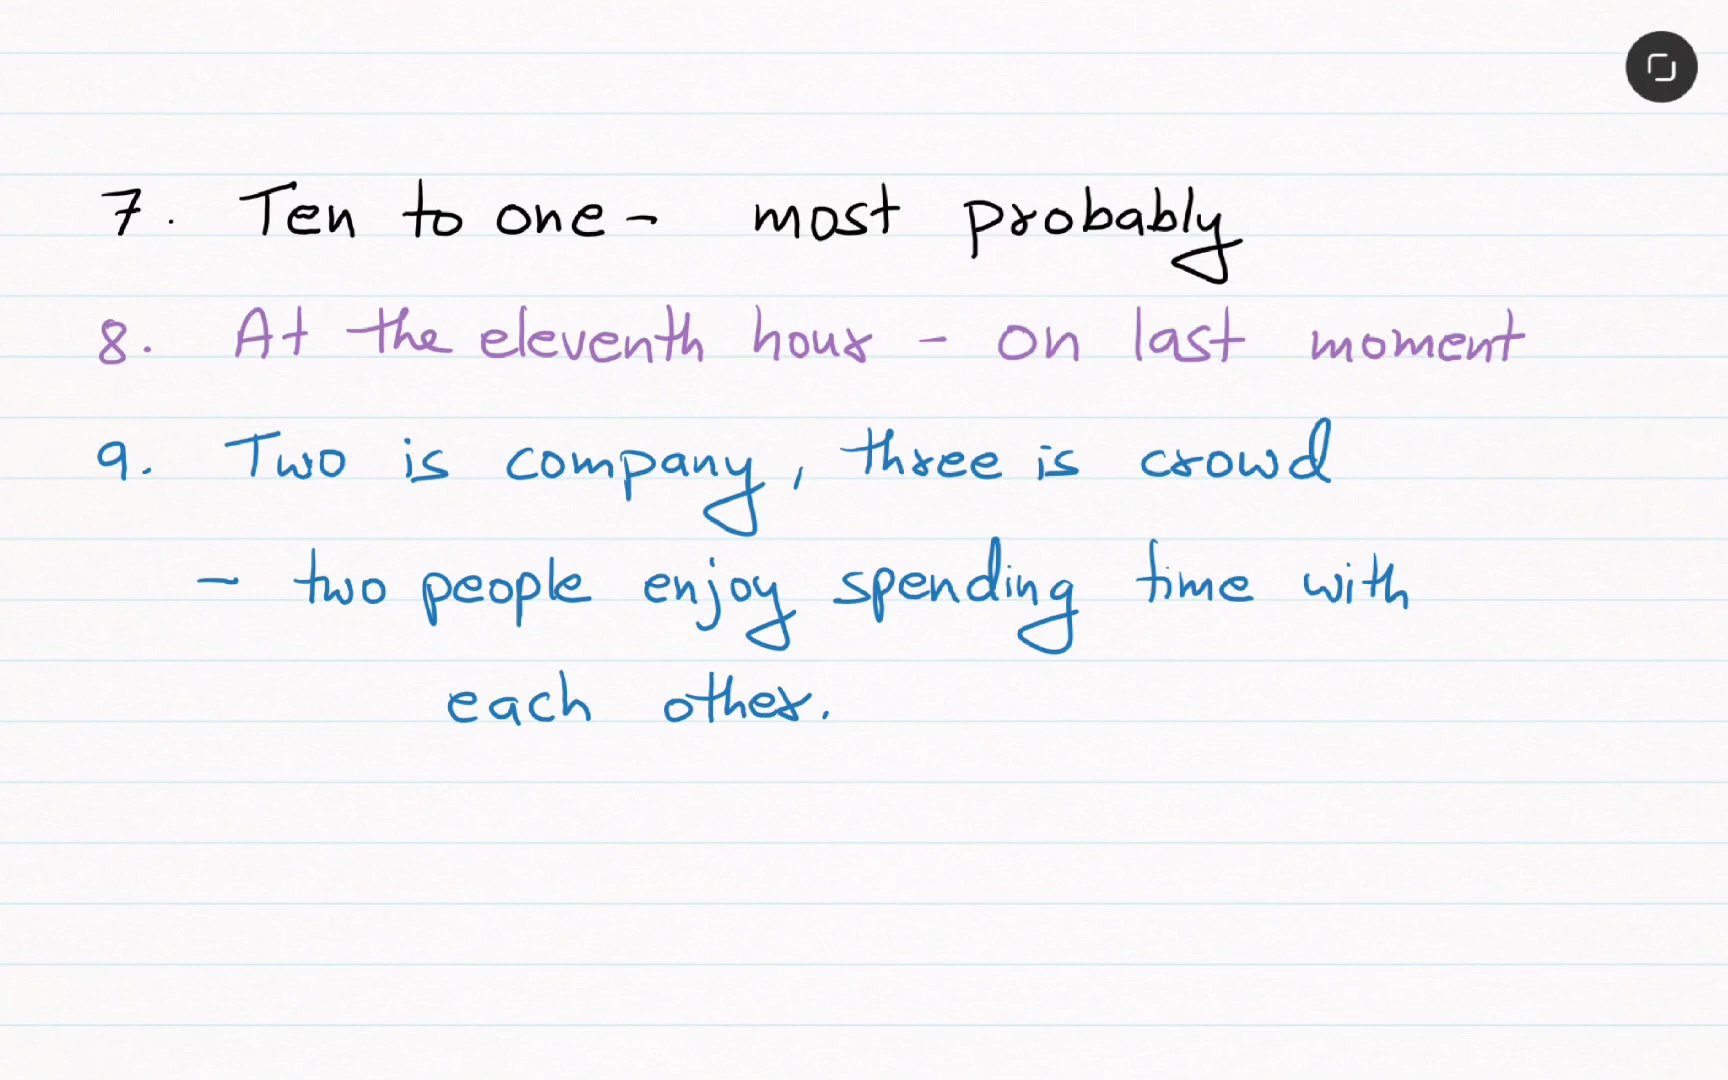 7. Ten to one - most probably
8. At the eleventh hour - on last moment
9. Two is company, three is crowd
- two people enjoy spending time with
each other.